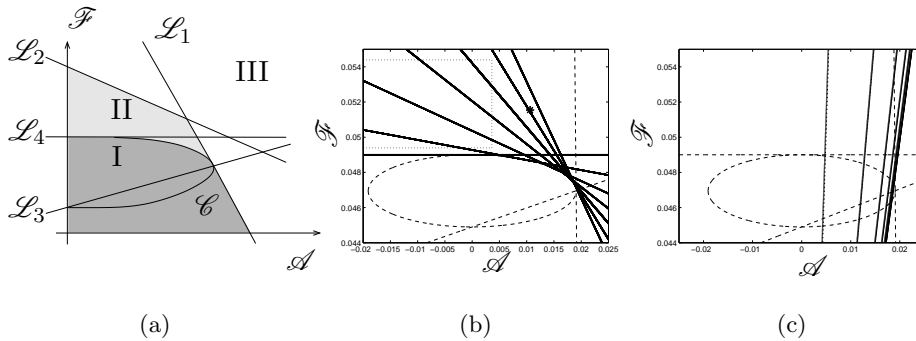 ℱ
ℒ₁
ℒ₂
III
II
ℒ₄
I
ℒ₃
𝒞
𝒜
(a)
ℱ
0.054
0.052
0.05
0.048
0.046
0.044
−0.02 −0.015 −0.01 −0.005 0 0.005 0.01 0.015 0.02 0.025
𝒜
(b)
ℱ
0.054
0.052
0.05
0.048
0.046
0.044
−0.02 −0.01 0 0.01 0.02
𝒜
(c)